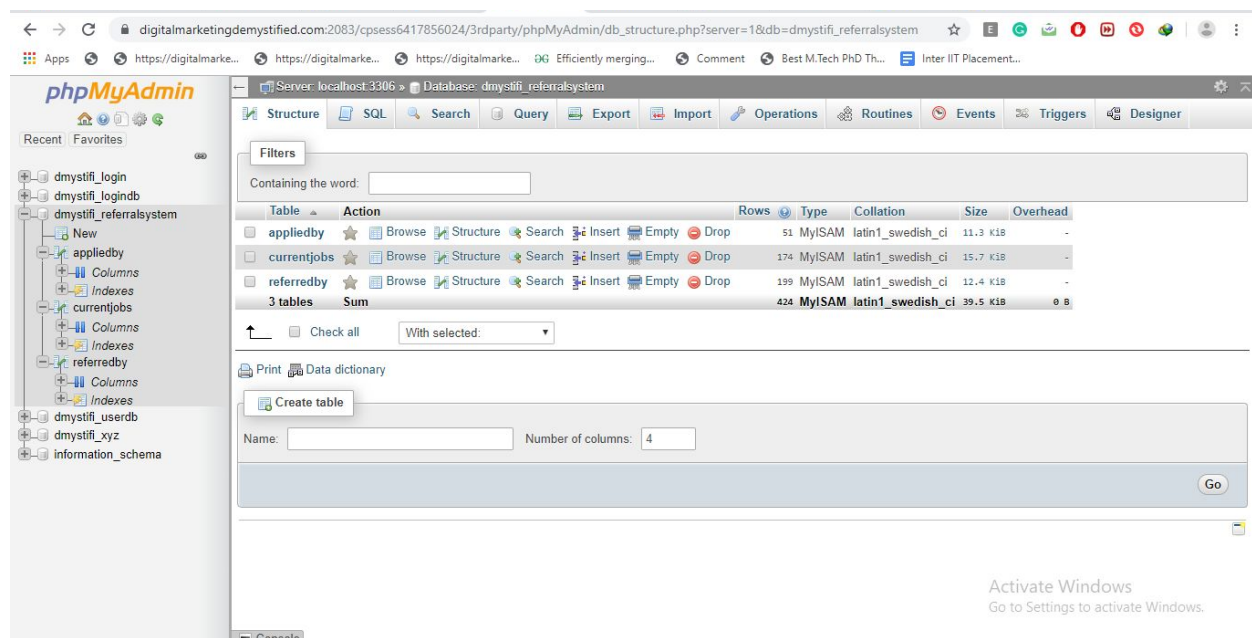 digitalmarketingdemystified.com:2083/cpsess6417856024/3rdparty/phpMyAdmin/db_structure.php?server=1&db=dmystifi_referralsystem
Apps https://digitalmarke... https://digitalmarke... https://digitalmarke... Efficiently merging... Comment Best M.Tech PhD Th... Inter IIT Placement...
phpMyAdmin
Recent Favorites
dmystifi_login
dmystifi_logindb
dmystifi_referralsystem
New
appliedby
Columns
Indexes
currentjobs
Columns
Indexes
referredby
Columns
Indexes
dmystifi_userdb
dmystifi_xyz
information_schema
Server: localhost:3306 » Database: dmystifi_referralsystem
Structure SQL Search Query Export Import Operations Routines Events Triggers Designer
Filters
Containing the word:
Table Action Rows Type Collation Size Overhead
appliedby Browse Structure Search Insert Empty Drop 51 MyISAM latin1_swedish_ci 11.3 KiB -
currentjobs Browse Structure Search Insert Empty Drop 174 MyISAM latin1_swedish_ci 15.7 KiB -
referredby Browse Structure Search Insert Empty Drop 199 MyISAM latin1_swedish_ci 12.4 KiB -
3 tables Sum 424 MyISAM latin1_swedish_ci 39.5 KiB 0 B
Check all With selected:
Print Data dictionary
Create table
Name: Number of columns: 4
Go
Activate Windows
Go to Settings to activate Windows.
Console